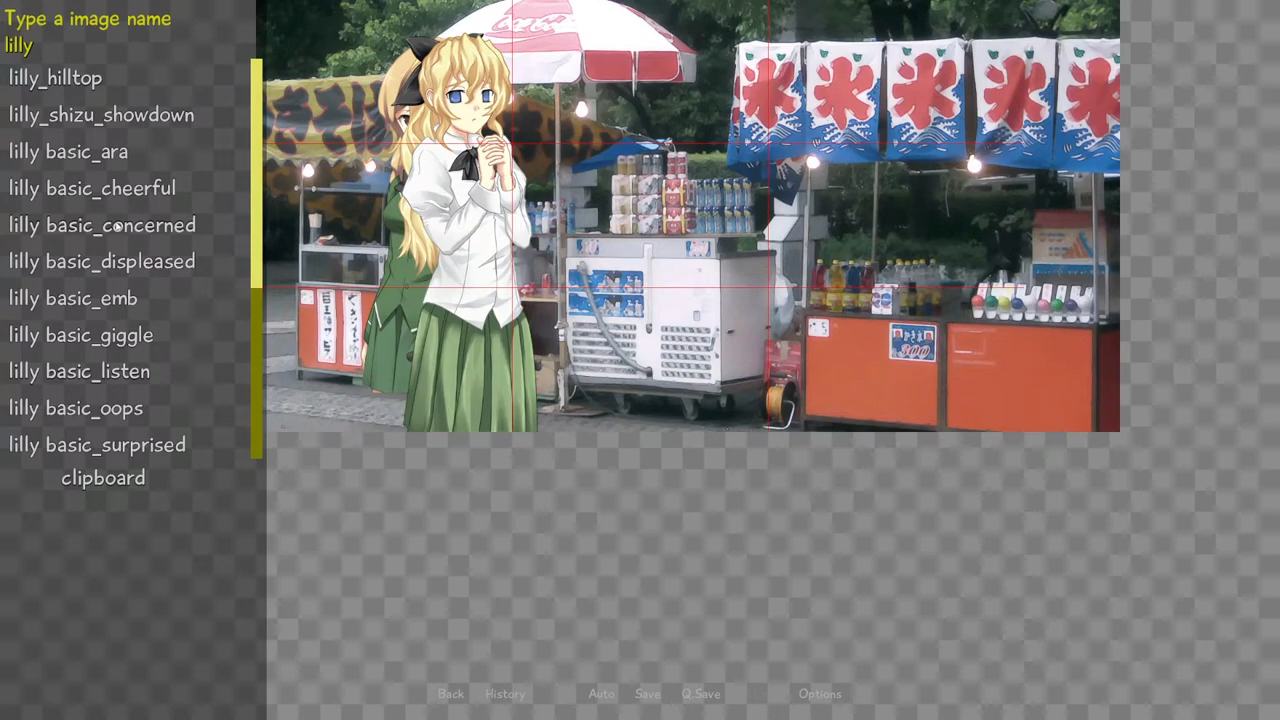 Type a image name
lilly
lilly_hilltop
lilly_shizu_showdown
lilly basic_ara
lilly basic_cheerful
lilly basic_concerned
lilly basic_displeased
lilly basic_emb
lilly basic_giggle
lilly basic_listen
lilly basic_oops
lilly basic_surprised
clipboard
氷 氷 氷 氷 氷
Back History Auto Save Q.Save Options